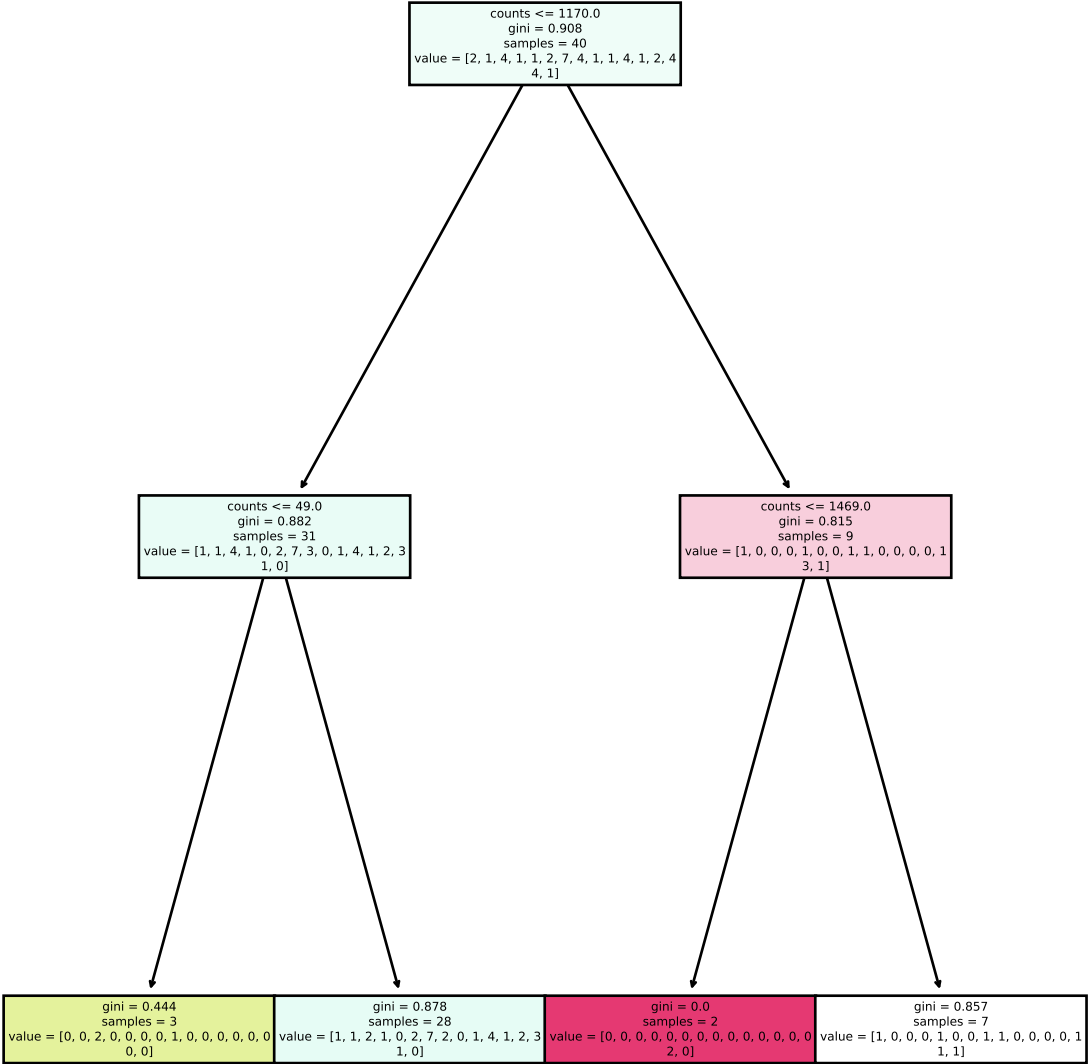 counts <= 1170.0
gini = 0.908
samples = 40
value = [2, 1, 4, 1, 1, 2, 7, 4, 1, 1, 4, 1, 2, 4
4, 1]
counts <= 49.0
gini = 0.882
samples = 31
value = [1, 1, 4, 1, 0, 2, 7, 3, 0, 1, 4, 1, 2, 3
1, 0]
counts <= 1469.0
gini = 0.815
samples = 9
value = [1, 0, 0, 0, 1, 0, 0, 1, 1, 0, 0, 0, 0, 1
3, 1]
gini = 0.444
samples = 3
value = [0, 0, 2, 0, 0, 0, 0, 1, 0, 0, 0, 0, 0, 0
0, 0]
gini = 0.878
samples = 28
value = [1, 1, 2, 1, 0, 2, 7, 2, 0, 1, 4, 1, 2, 3
1, 0]
gini = 0.0
samples = 2
value = [0, 0, 0, 0, 0, 0, 0, 0, 0, 0, 0, 0, 0, 0
2, 0]
gini = 0.857
samples = 7
value = [1, 0, 0, 0, 1, 0, 0, 1, 1, 0, 0, 0, 0, 1
1, 1]